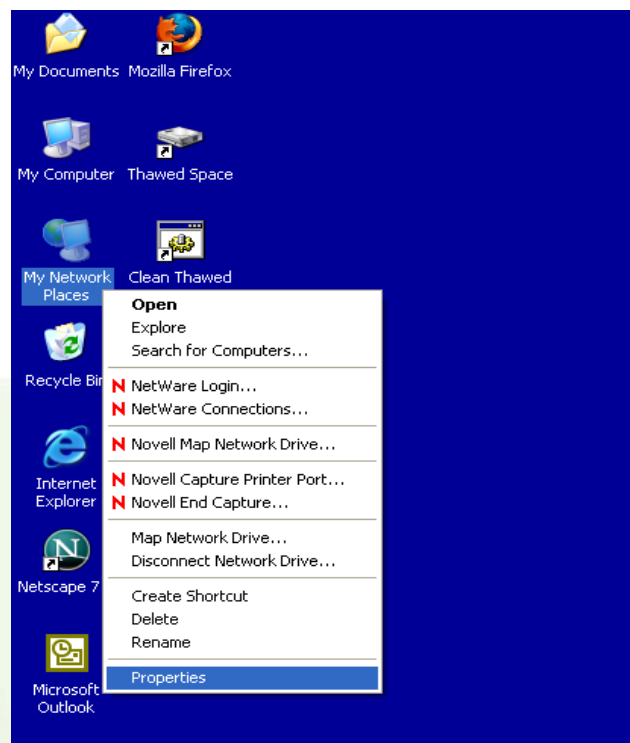 My Documents Mozilla Firefox
My Computer Thawed Space
My Network Clean Thawed
Places
Open
Explore
Search for Computers...
Recycle Bin
N NetWare Login...
N NetWare Connections...
N Novell Map Network Drive...
Internet
Explorer
N Novell Capture Printer Port...
N Novell End Capture...
Map Network Drive...
Disconnect Network Drive...
N
Netscape 7
Create Shortcut
Delete
Rename
Properties
Microsoft
Outlook